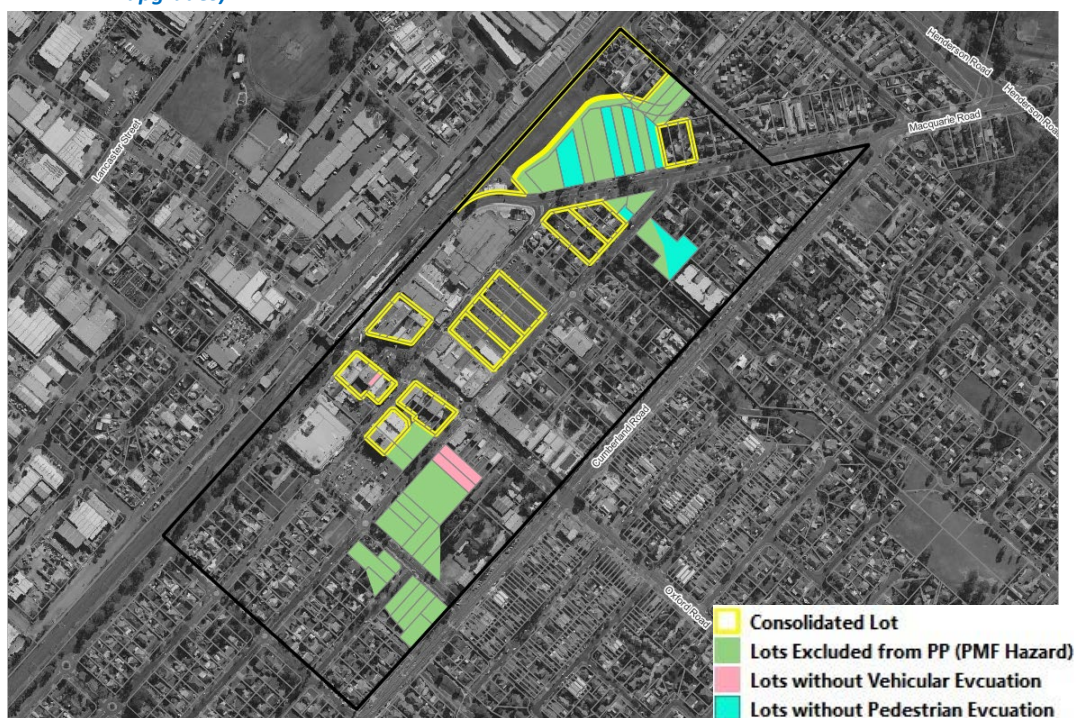 upgrades)
Henderson Road
Henderson Road
Macquarie Road
Lancaster Street
Cumberland Road
Oxford Road
Consolidated Lot
Lots Excluded from PP (PMF Hazard)
Lots without Vehicular Evcuation
Lots without Pedestrian Evcuation